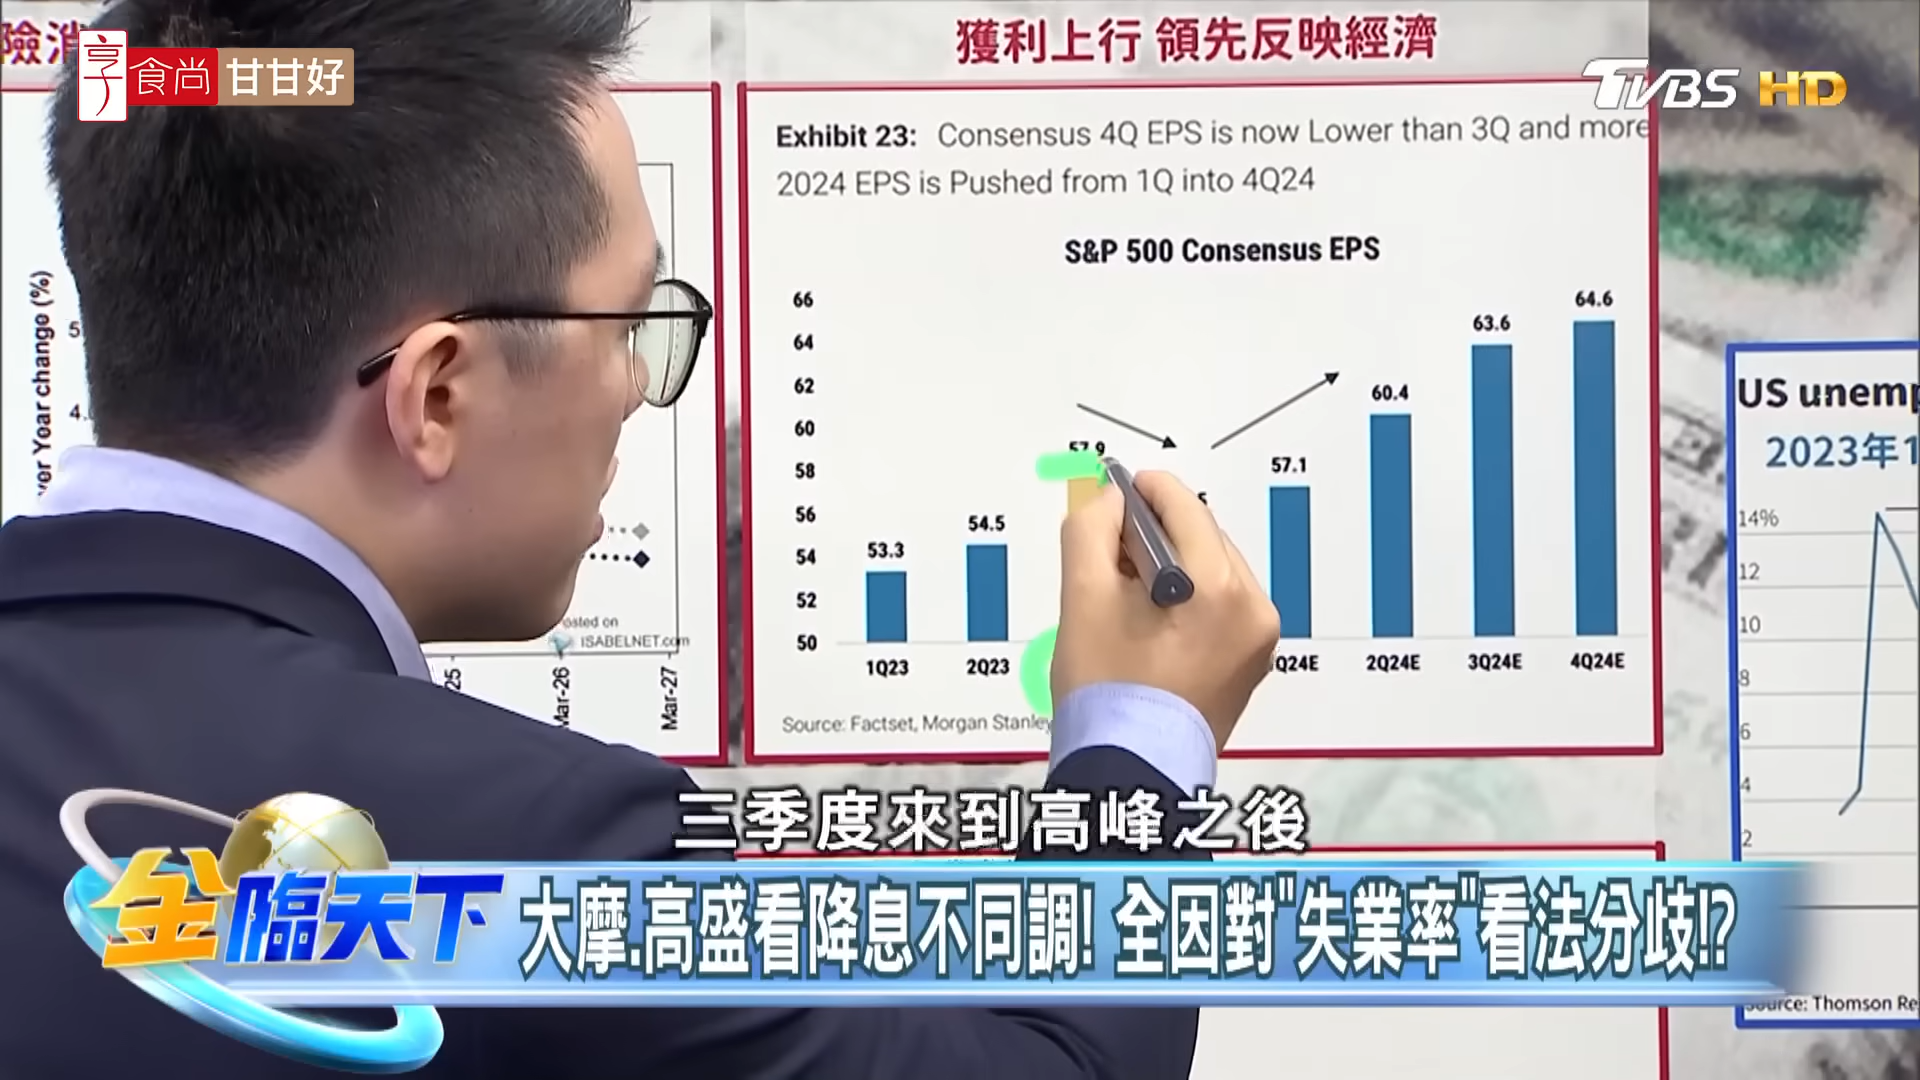 險消
享
食尚
甘甘好
獲利上行 領先反映經濟
TVBS HD
Exhibit 23: Consensus 4Q EPS is now Lower than 3Q and more
2024 EPS is Pushed from 1Q into 4Q24
S&P 500 Consensus EPS
66
64
62
60
58
56
54
52
50
53.3
54.5
57.9
57.1
60.4
63.6
64.6
1Q23
2Q23
1Q24E
2Q24E
3Q24E
4Q24E
Source: Factset, Morgan Stanley
Year change (%)
5
4.
osted on
ISABELNET.com
25
Mar-26
Mar-27
US unemp
2023年1
14%
12
10
8
6
4
2
Source: Thomson Re
三季度來到高峰之後
金臨天下
大摩.高盛看降息不同調! 全因對"失業率"看法分歧!?